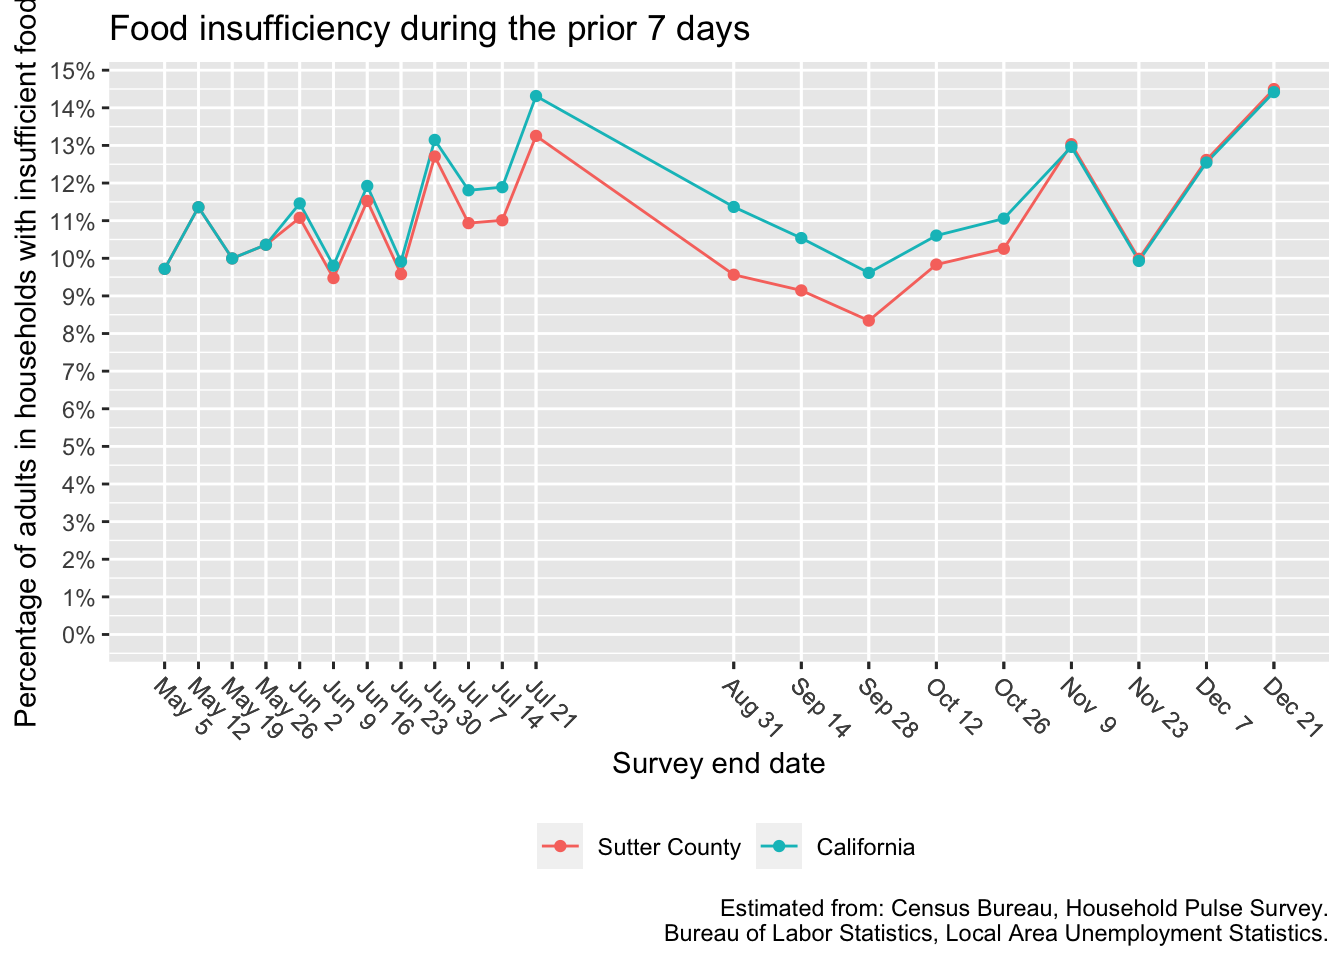 Food insufficiency during the prior 7 days
Percentage of adults in households with insufficient food
15%
14%
13%
12%
11%
10%
9%
8%
7%
6%
5%
4%
3%
2%
1%
0%
May 5
May 12
May 19
May 26
Jun 2
Jun 9
Jun 16
Jun 23
Jun 30
Jul 7
Jul 14
Jul 21
Aug 31
Sep 14
Sep 28
Oct 12
Oct 26
Nov 9
Nov 23
Dec 7
Dec 21
Survey end date
Sutter County
California
Estimated from: Census Bureau, Household Pulse Survey.
Bureau of Labor Statistics, Local Area Unemployment Statistics.